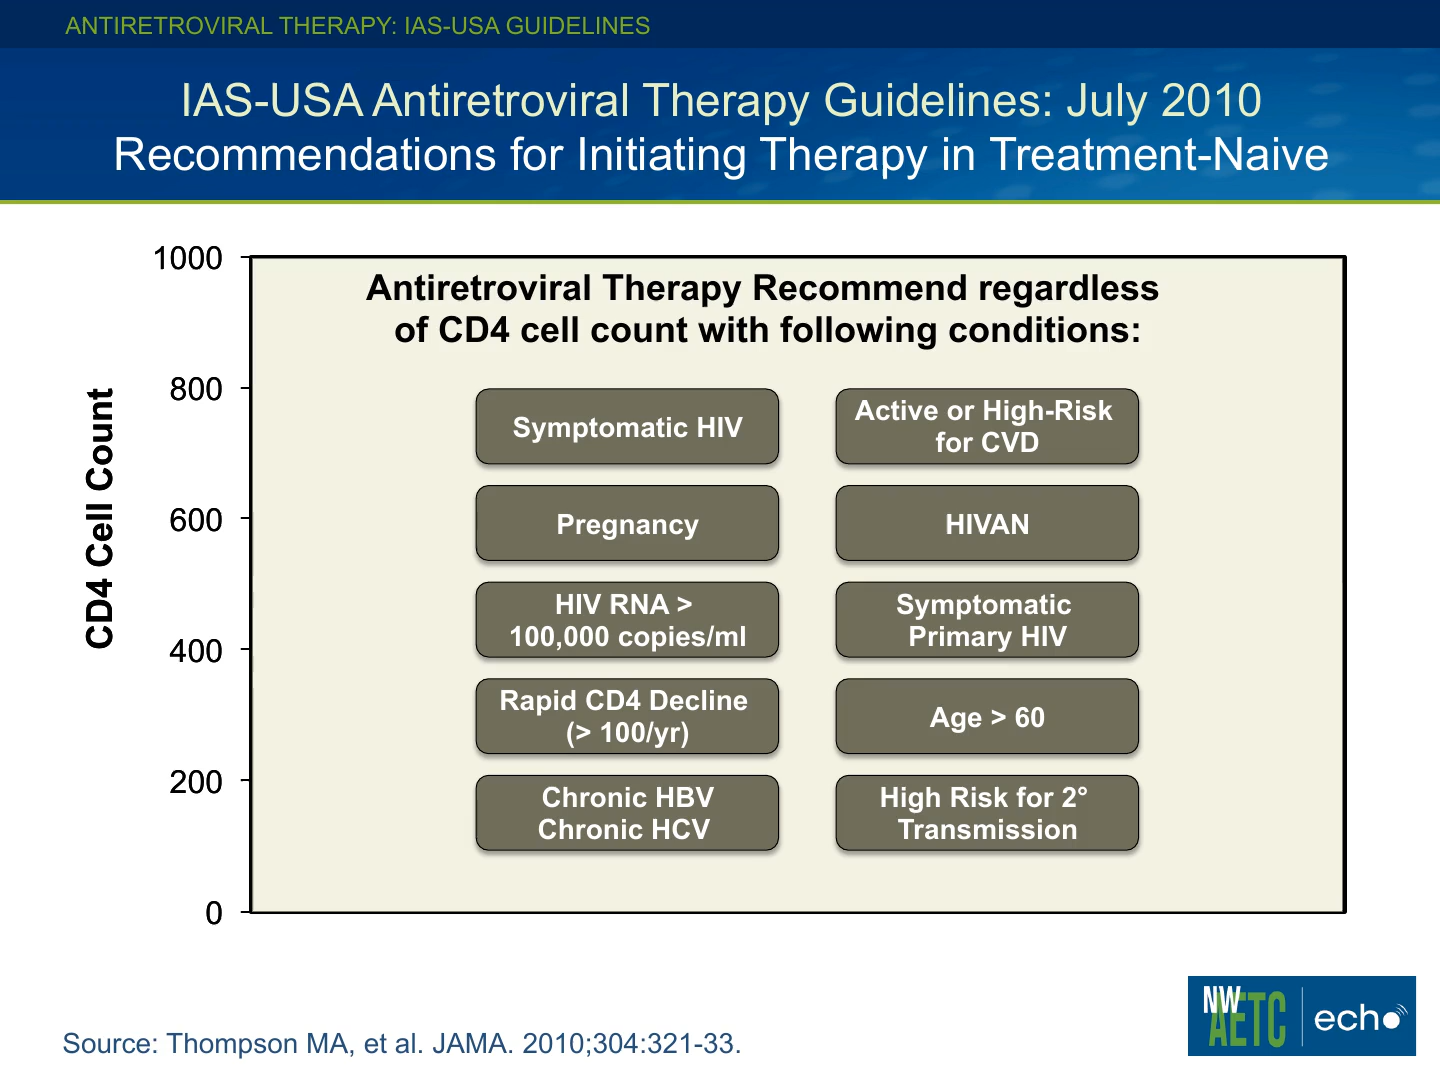 ANTIRETROVIRAL THERAPY: IAS-USA GUIDELINES
IAS-USA Antiretroviral Therapy Guidelines: July 2010
Recommendations for Initiating Therapy in Treatment-Naive
CD4 Cell Count
1000
800
600
400
200
0
Antiretroviral Therapy Recommend regardless
of CD4 cell count with following conditions:
Symptomatic HIV
Active or High-Risk
for CVD
Pregnancy
HIVAN
HIV RNA >
100,000 copies/ml
Symptomatic
Primary HIV
Rapid CD4 Decline
(> 100/yr)
Age > 60
Chronic HBV
Chronic HCV
High Risk for 2°
Transmission
Source: Thompson MA, et al. JAMA. 2010;304:321-33.
NW
AETC
echo